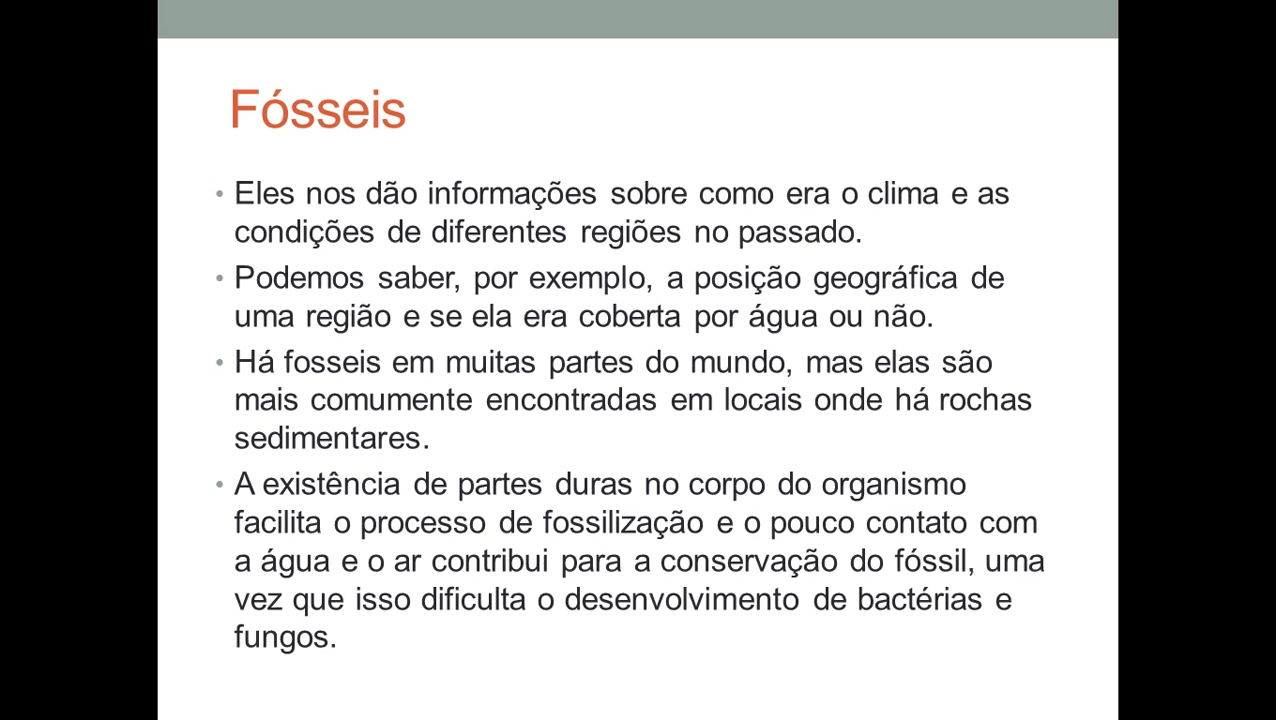 Fósseis
• Eles nos dão informações sobre como era o clima e as
condições de diferentes regiões no passado.
• Podemos saber, por exemplo, a posição geográfica de
uma região e se ela era coberta por água ou não.
• Há fosseis em muitas partes do mundo, mas elas são
mais comumente encontradas em locais onde há rochas
sedimentares.
• A existência de partes duras no corpo do organismo
facilita o processo de fossilização e o pouco contato com
a água e o ar contribui para a conservação do fóssil, uma
vez que isso dificulta o desenvolvimento de bactérias e
fungos.